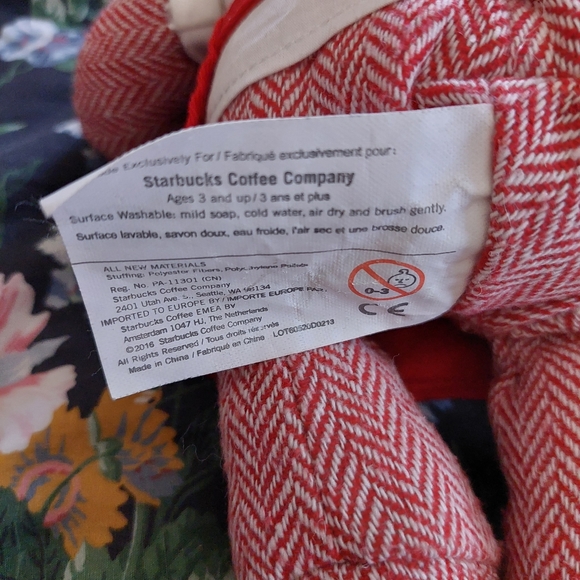 Exclusively For / Fabriqué exclusivement pour:
Starbucks Coffee Company
Ages 3 and up/3 ans et plus
Surface Washable: mild soap, cold water, air dry and brush gently.
Surface lavable, savon doux, eau froide, l'air sec et une brosse douce.
ALL NEW MATERIALS
Stuffing: Polyester Fibers,
Reg. No. PA-11301 (CN)
Starbucks Coffee Company
2401 Utah Ave. S., Seattle, WA 98134
IMPORTED TO EUROPE BY/IMPORTE EUROPE PAR.
Starbucks Coffee EMEA BV
Amsterdam 1047 HJ, The Netherlands
©2016 Starbucks Coffee Company
All Rights Reserved / Tous droits réservés
Made in China / Fabriqué en Chine
0-3
CE